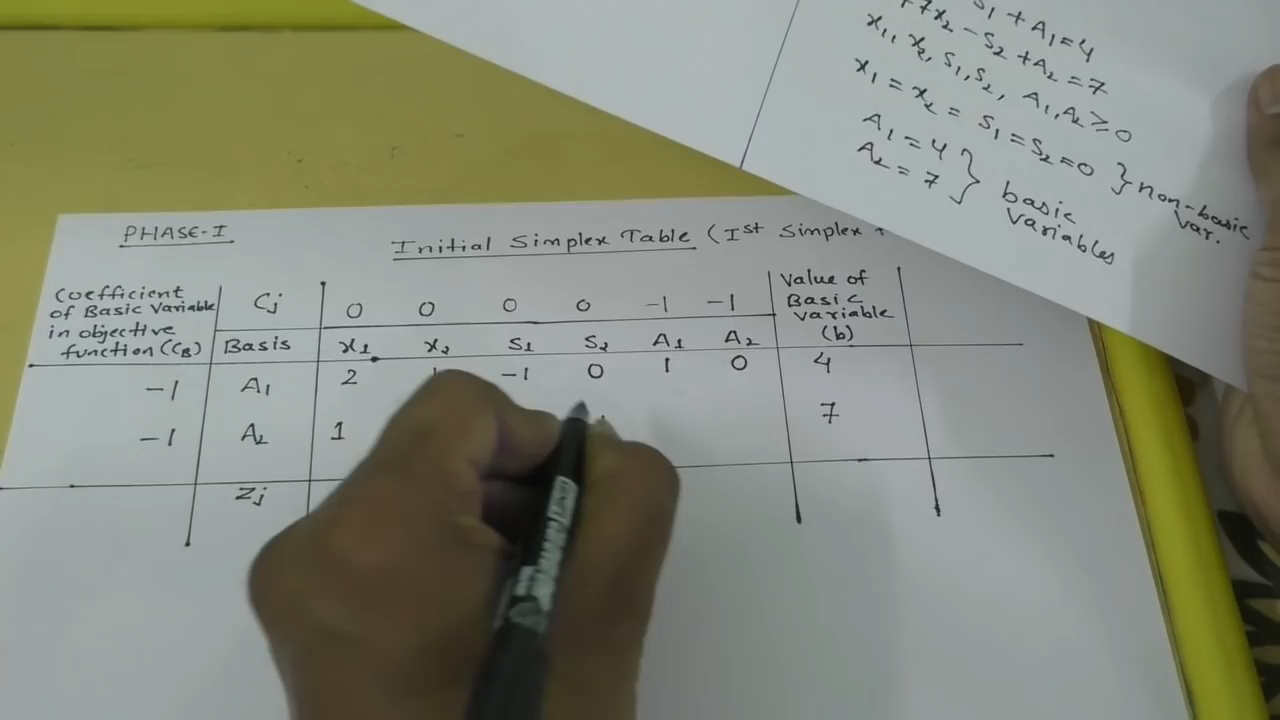 S1 + A1 = 4
7x2 - S2 + A2 = 7
x1, x2, S1, S2, A1, A2 ≥ 0
x1 = x2 = S1 = S2 = 0 } non-basic var.
A1 = 4
A2 = 7 } basic variables
PHASE-I
Initial Simplex Table (Ist Simplex
Coefficient of Basic Variable in objective function (CB)
Cj 0 0 0 0 -1 -1
Value of Basic Variable (b)
Basis x1 x2 S1 S2 A1 A2
-1 A1 2 -1 0 1 0 4
-1 A2 1 7
Zj